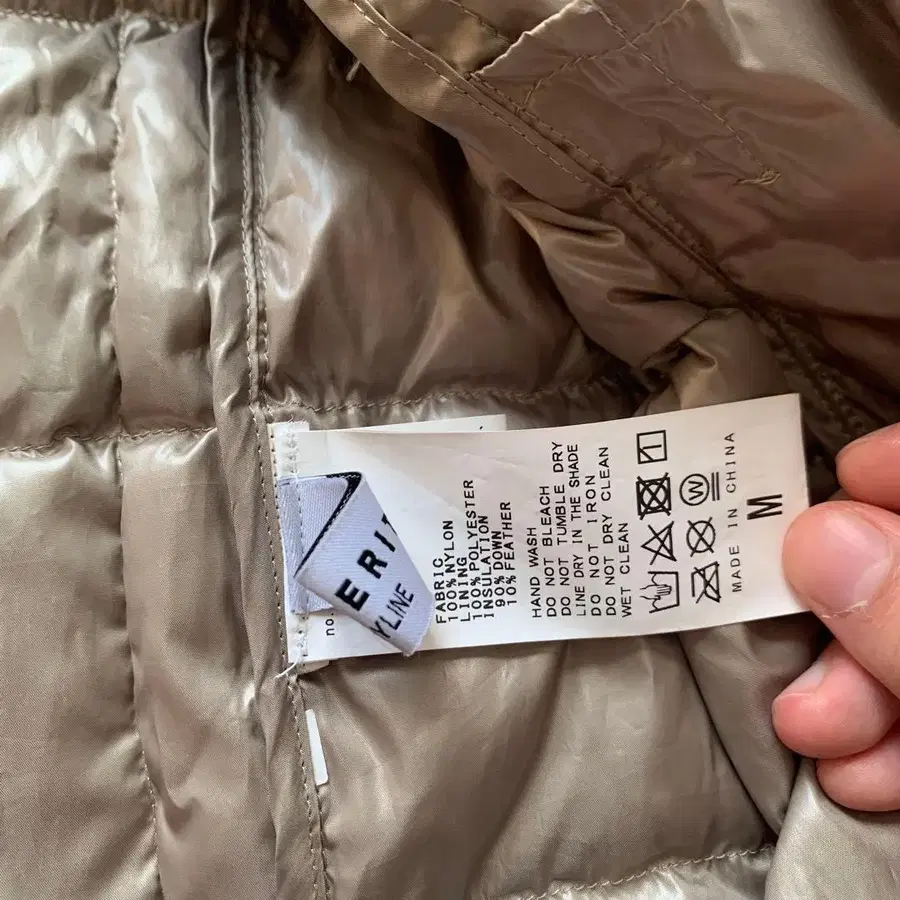 no.
ERI
YLINE
FABRIC
100% NYLON
LINING
100% POLYESTER
INSULATION
90% DOWN
10% FEATHER
HAND WASH
DO NOT BLEACH
DO NOT TUMBLE DRY
LINE DRY IN THE SHADE
DO NOT IRON
DO NOT DRY CLEAN
WET CLEAN
W
MADE IN CHINA
M